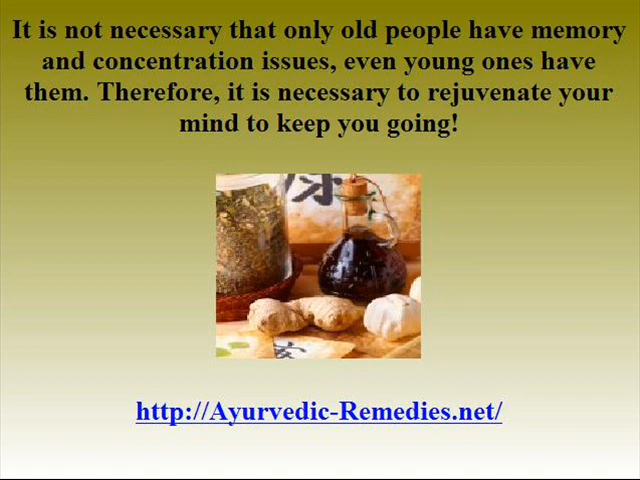 It is not necessary that only old people have memory
and concentration issues, even young ones have
them. Therefore, it is necessary to rejuvenate your
mind to keep you going!
http://Ayurvedic-Remedies.net/